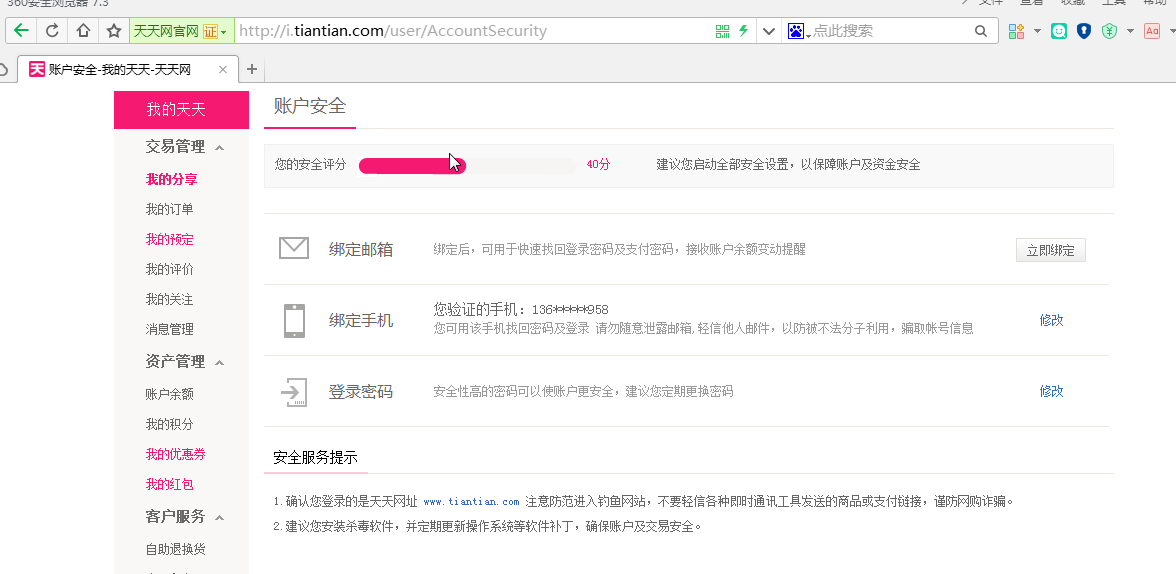 360安全浏览器 7.3
文件 查看 收藏 工具 帮助
天天网官网 证 http://i.tiantian.com/user/AccountSecurity 点此搜索 Aa
天 账户安全-我的天天-天天网
我的天天
账户安全
交易管理
我的分享
我的订单
我的预定
我的评价
我的关注
消息管理
资产管理
账户余额
我的积分
我的优惠券
我的红包
客户服务
自助退换货
您的安全评分 40分 建议您启动全部安全设置，以保障账户及资金安全
绑定邮箱 绑定后，可用于快速找回登录密码及支付密码，接收账户余额变动提醒 立即绑定
绑定手机 您验证的手机：136*****958 修改
您可用该手机找回密码及登录 请勿随意泄露邮箱,轻信他人邮件，以防被不法分子利用，骗取帐号信息
登录密码 安全性高的密码可以使账户更安全，建议您定期更换密码 修改
安全服务提示
1.确认您登录的是天天网址 www.tiantian.com 注意防范进入钓鱼网站，不要轻信各种即时通讯工具发送的商品或支付链接，谨防网购诈骗。
2.建议您安装杀毒软件，并定期更新操作系统等软件补丁，确保账户及交易安全。